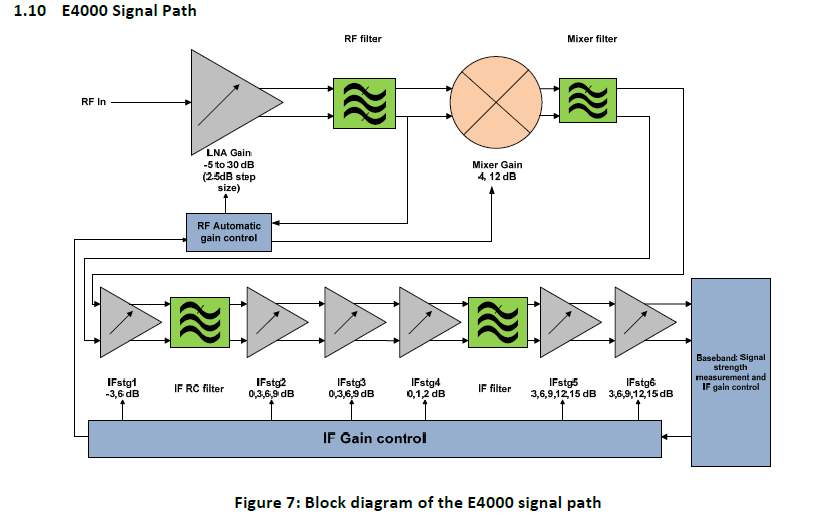 1.10 E4000 Signal Path
RF filter
Mixer filter
RF In
LNA Gain
-5 to 30 dB
(2.5dB step
size)
Mixer Gain
4, 12 dB
RF Automatic
gain control
IFstg1
-3,6 dB
IF RC filter
IFstg2
0,3,6,9 dB
IFstg3
0,3,6,9 dB
IFstg4
0,1,2 dB
IF filter
IFstg5
3,6,9,12,15 dB
IFstg6
3,6,9,12,15 dB
Baseband: Signal
strength
measurement and
IF gain control
IF Gain control
Figure 7: Block diagram of the E4000 signal path